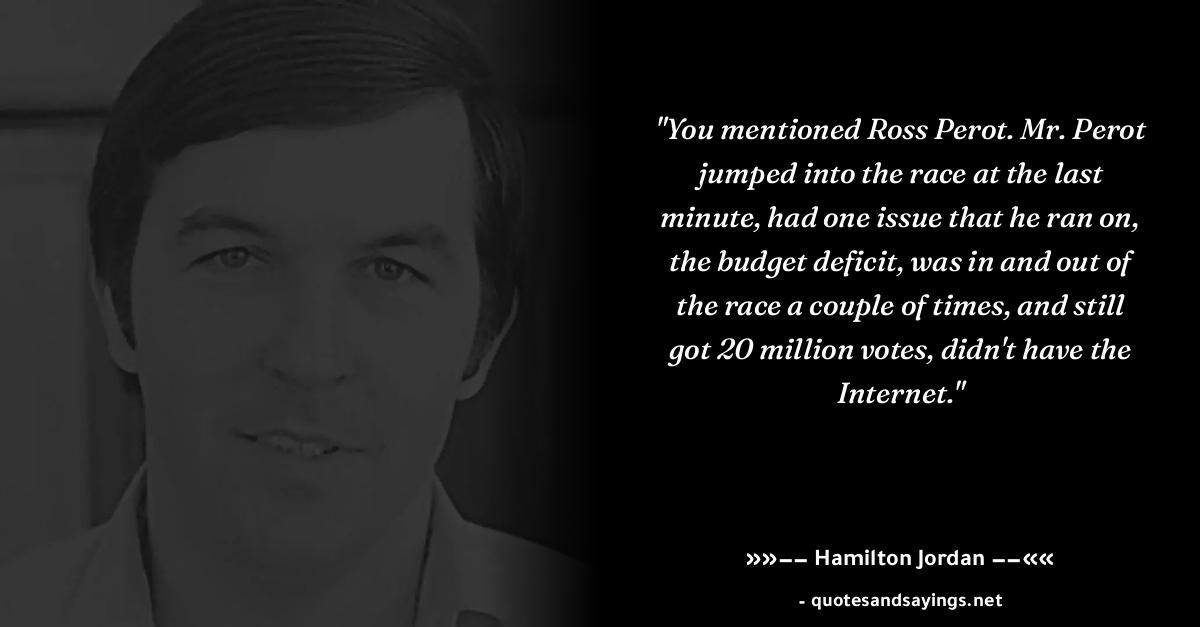 "You mentioned Ross Perot. Mr. Perot
jumped into the race at the last
minute, had one issue that he ran on,
the budget deficit, was in and out of
the race a couple of times, and still
got 20 million votes, didn't have the
Internet."
»»–– Hamilton Jordan ––««
- quotesandsayings.net